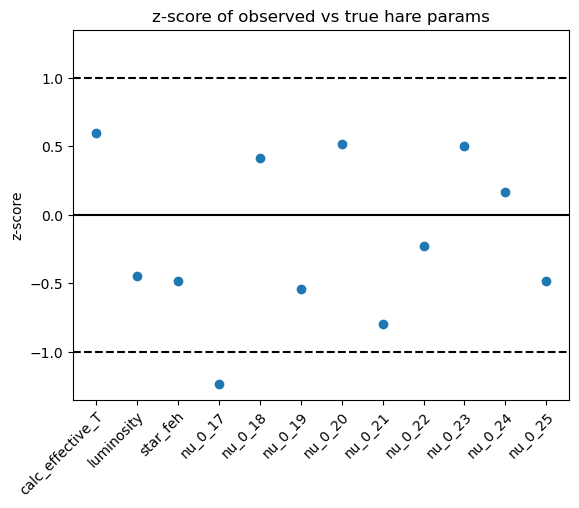 z-score of observed vs true hare params
z-score
1.0
0.5
0.0
−0.5
−1.0
calc_effective_T
luminosity
star_feh
nu_0_17
nu_0_18
nu_0_19
nu_0_20
nu_0_21
nu_0_22
nu_0_23
nu_0_24
nu_0_25